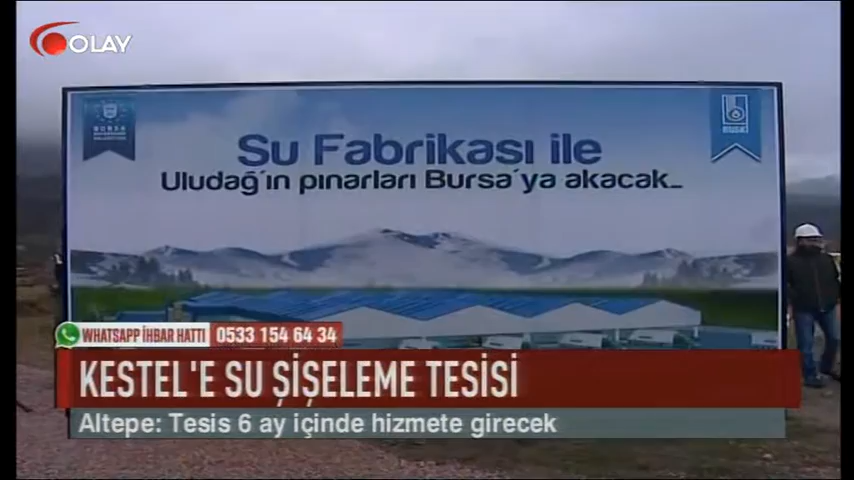 OLAY
BURSA
BUSKİ
Su Fabrikası ile
Uludağ'ın pınarları Bursa'ya akacak...
WHATSAPP İHBAR HATTI 0533 154 64 34
KESTEL'E SU ŞİŞELEME TESİSİ
Altepe: Tesis 6 ay içinde hizmete girecek